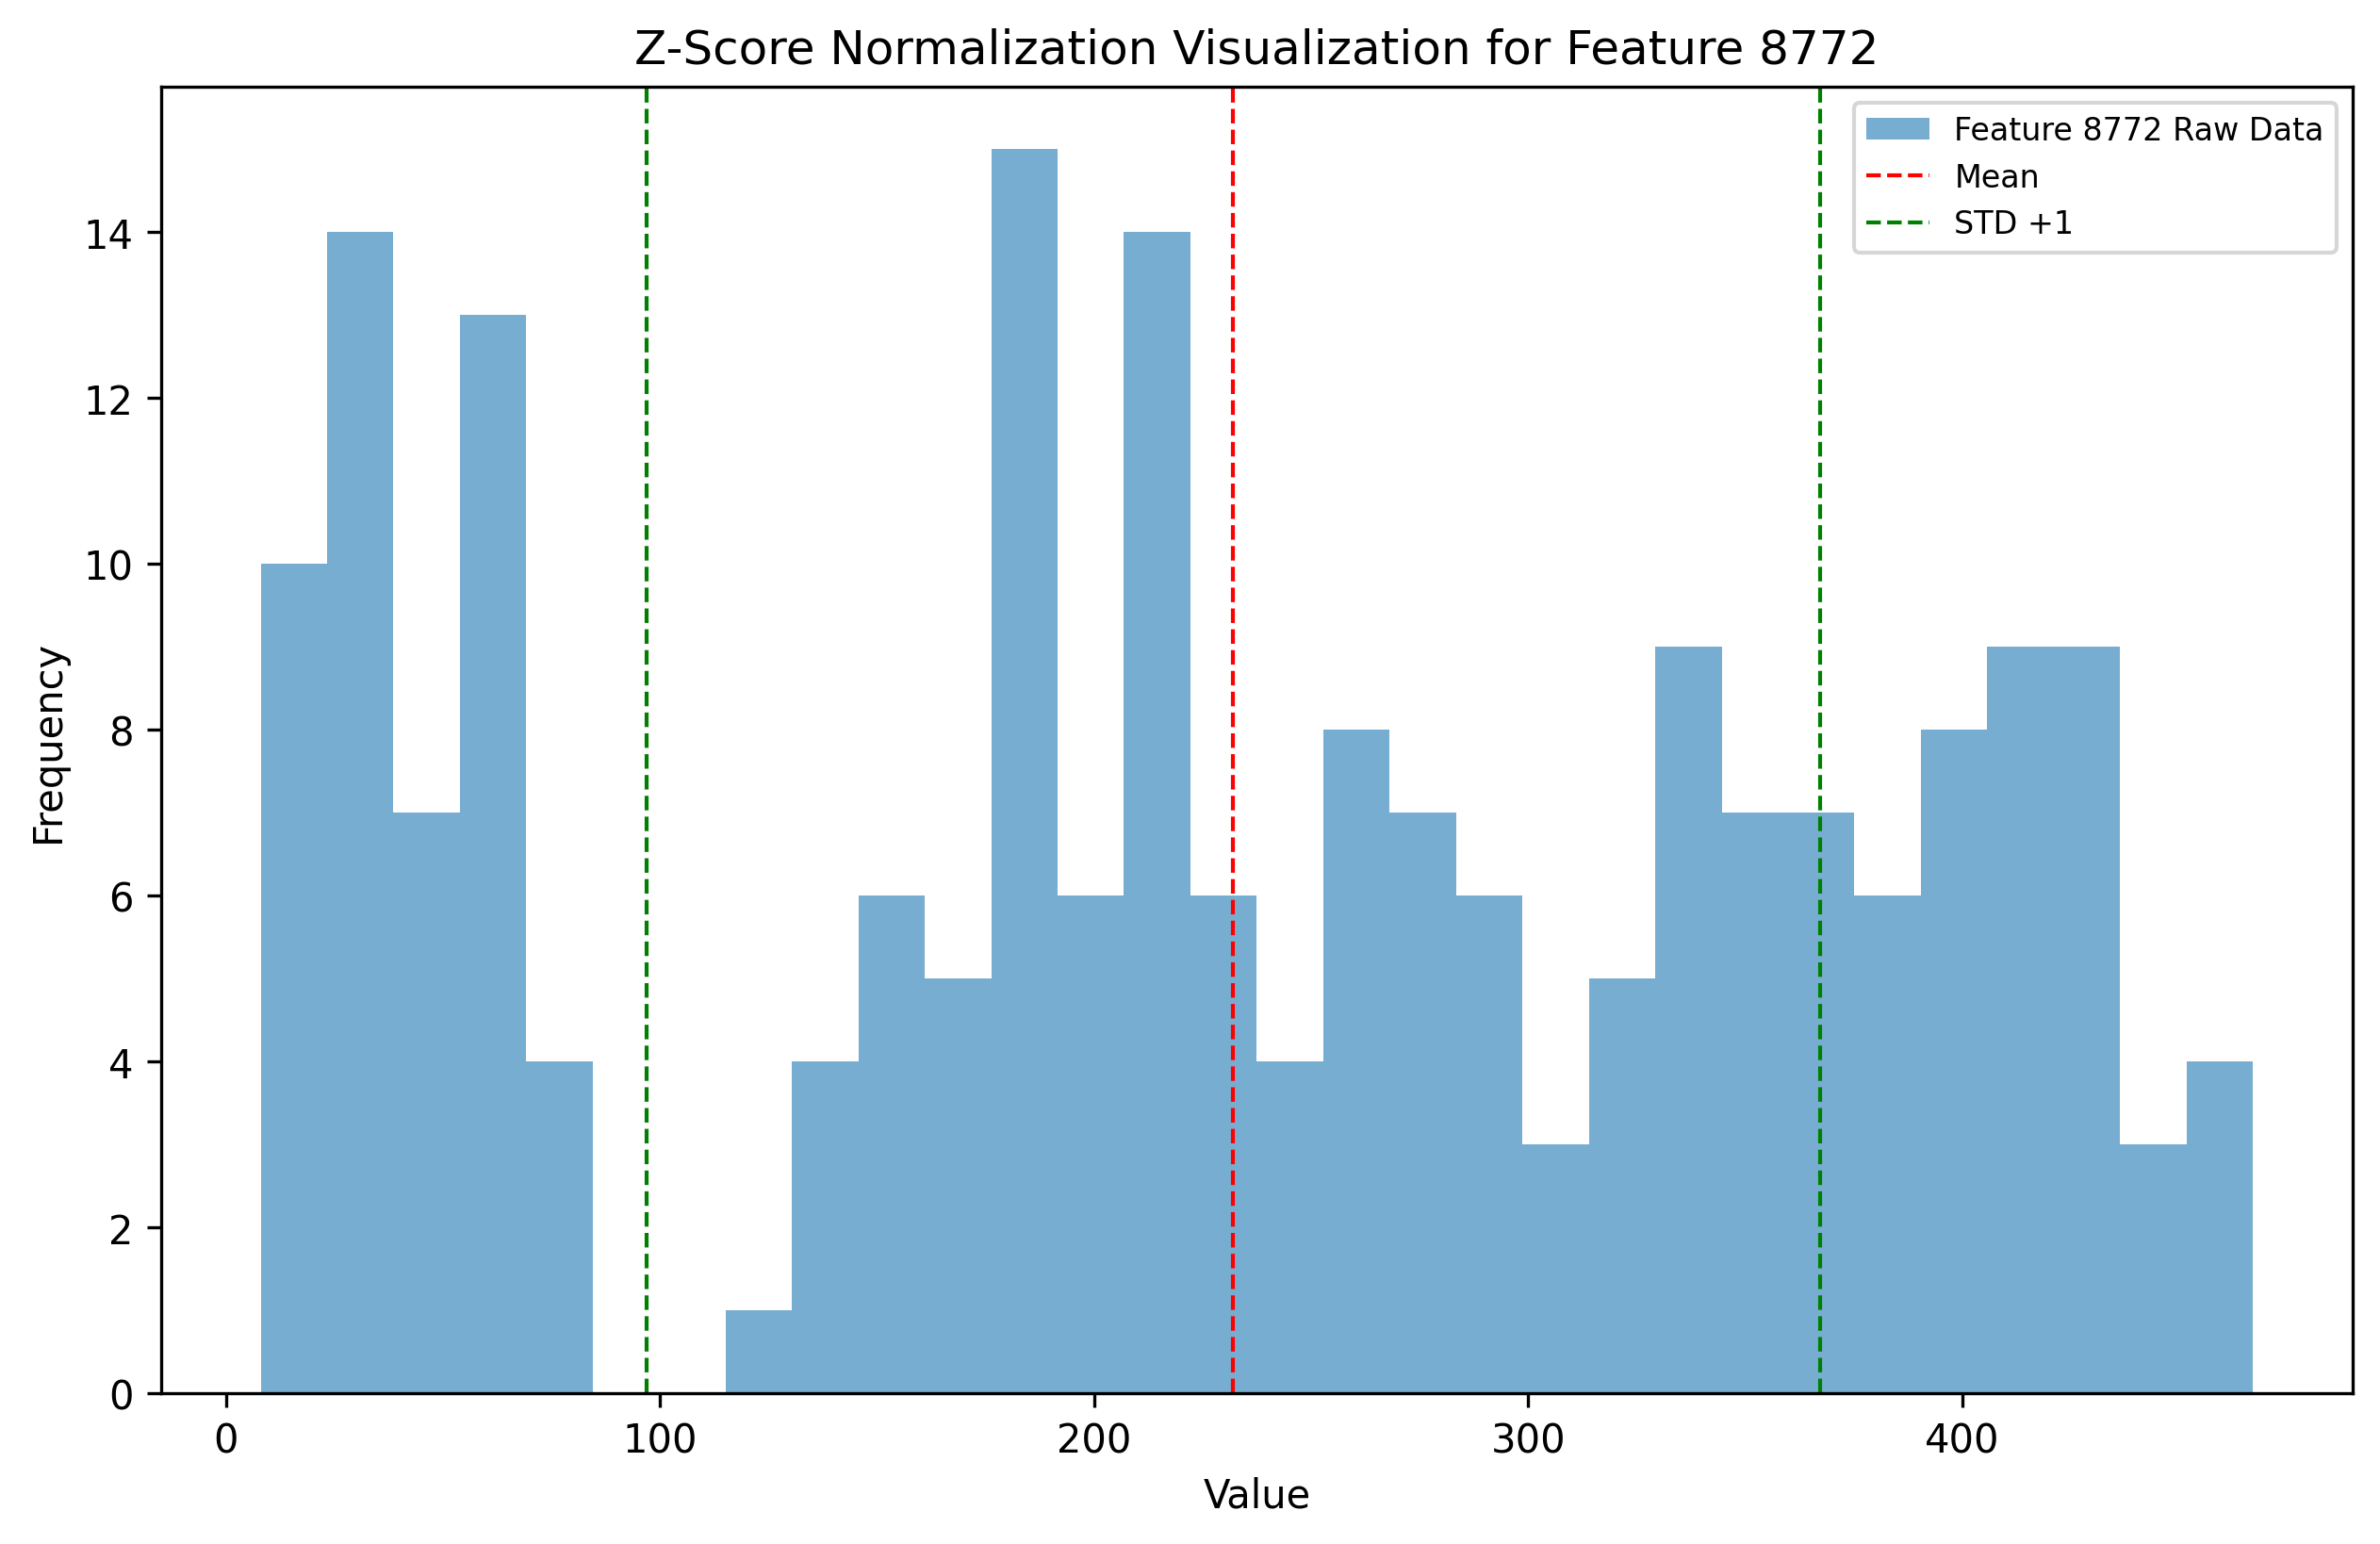 Z-Score Normalization Visualization for Feature 8772
Feature 8772 Raw Data
Mean
STD +1
14
12
10
8
6
4
2
0
Frequency
0 100 200 300 400
Value